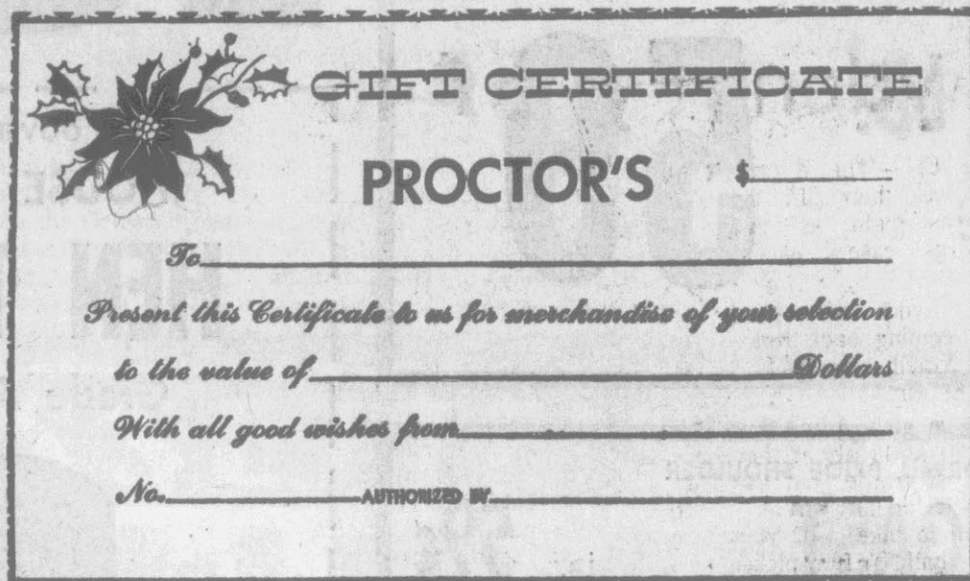 GIFT CERTIFICATE
PROCTOR'S $
To
Present this Certificate to us for merchandise of your selection
to the value of Dollars
With all good wishes from
No. AUTHORIZED BY